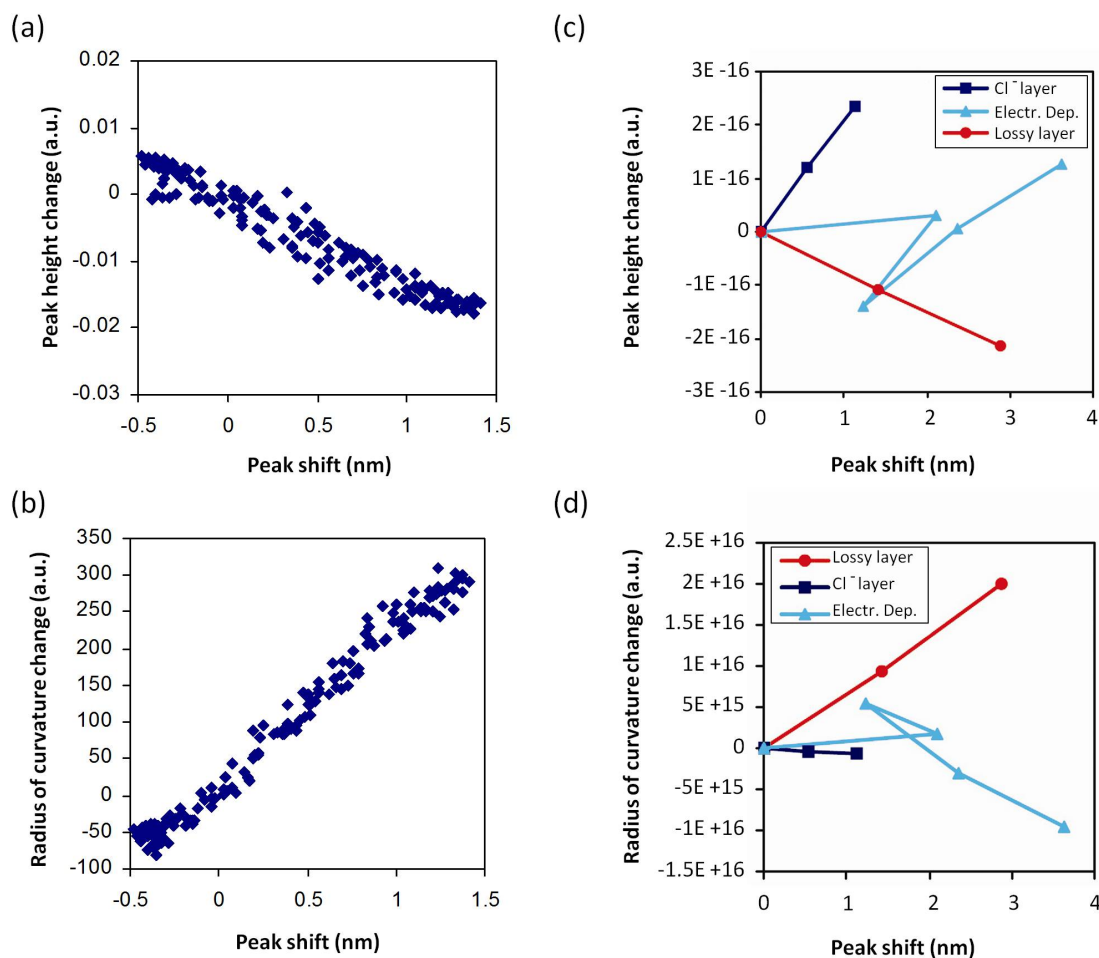 (a)
0.02
0.01
0
-0.01
-0.02
-0.03
-0.5
0
0.5
1
1.5
Peak height change (a.u.)
Peak shift (nm)
(c)
3E -16
2E -16
1E -16
0
-1E -16
-2E -16
-3E -16
0
1
2
3
4
Cl⁻ layer
Electr. Dep.
Lossy layer
Peak height change (a.u.)
Peak shift (nm)
(b)
350
300
250
200
150
100
50
0
-50
-100
-0.5
0
0.5
1
1.5
Radius of curvature change (a.u.)
Peak shift (nm)
(d)
2.5E +16
2E +16
1.5E +16
1E +16
5E +15
0
-5E +15
-1E +16
-1.5E +16
0
1
2
3
4
Lossy layer
Cl⁻ layer
Electr. Dep.
Radius of curvature change (a.u.)
Peak shift (nm)